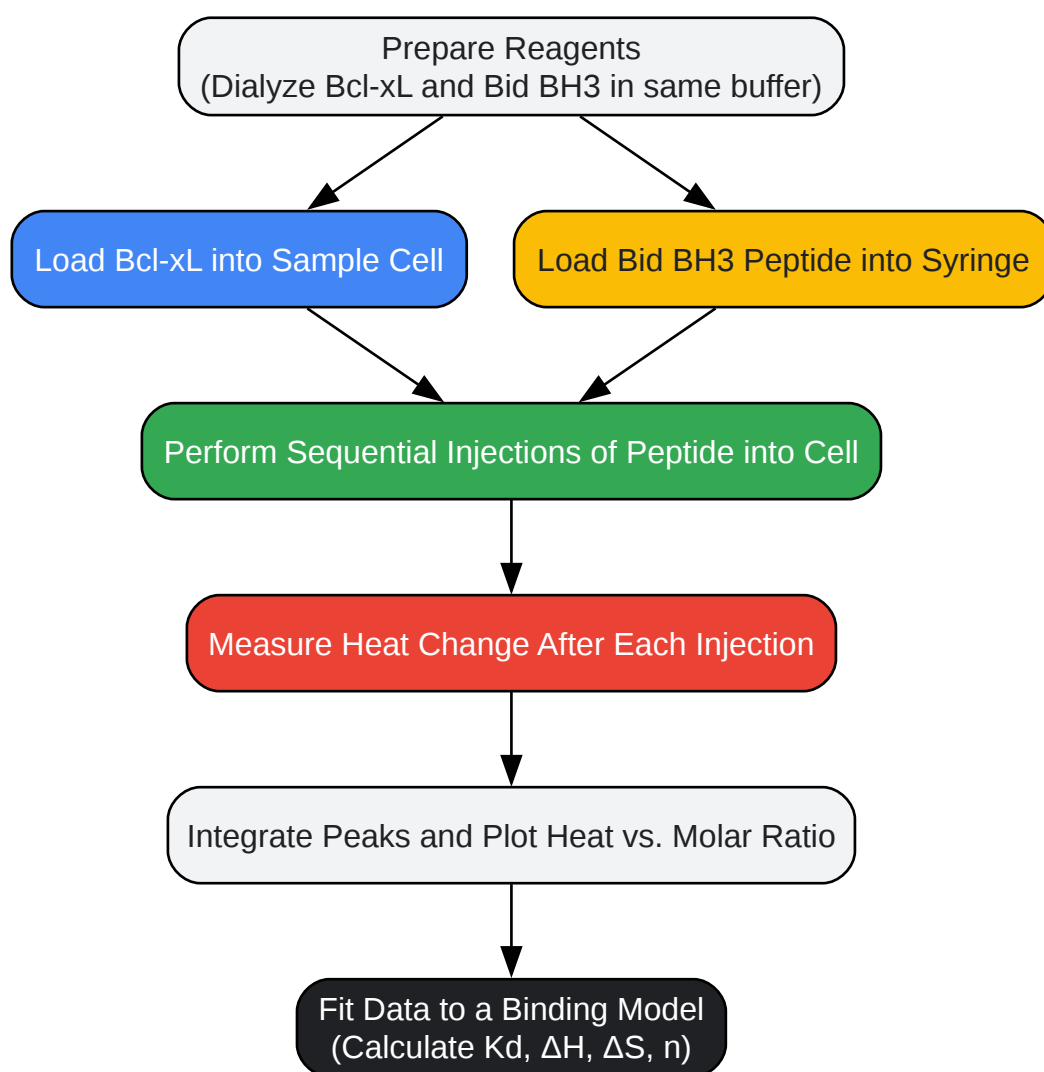 Prepare Reagents
(Dialyze Bcl-xL and Bid BH3 in same buffer)
Load Bcl-xL into Sample Cell
Load Bid BH3 Peptide into Syringe
Perform Sequential Injections of Peptide into Cell
Measure Heat Change After Each Injection
Integrate Peaks and Plot Heat vs. Molar Ratio
Fit Data to a Binding Model
(Calculate Kd, ΔH, ΔS, n)